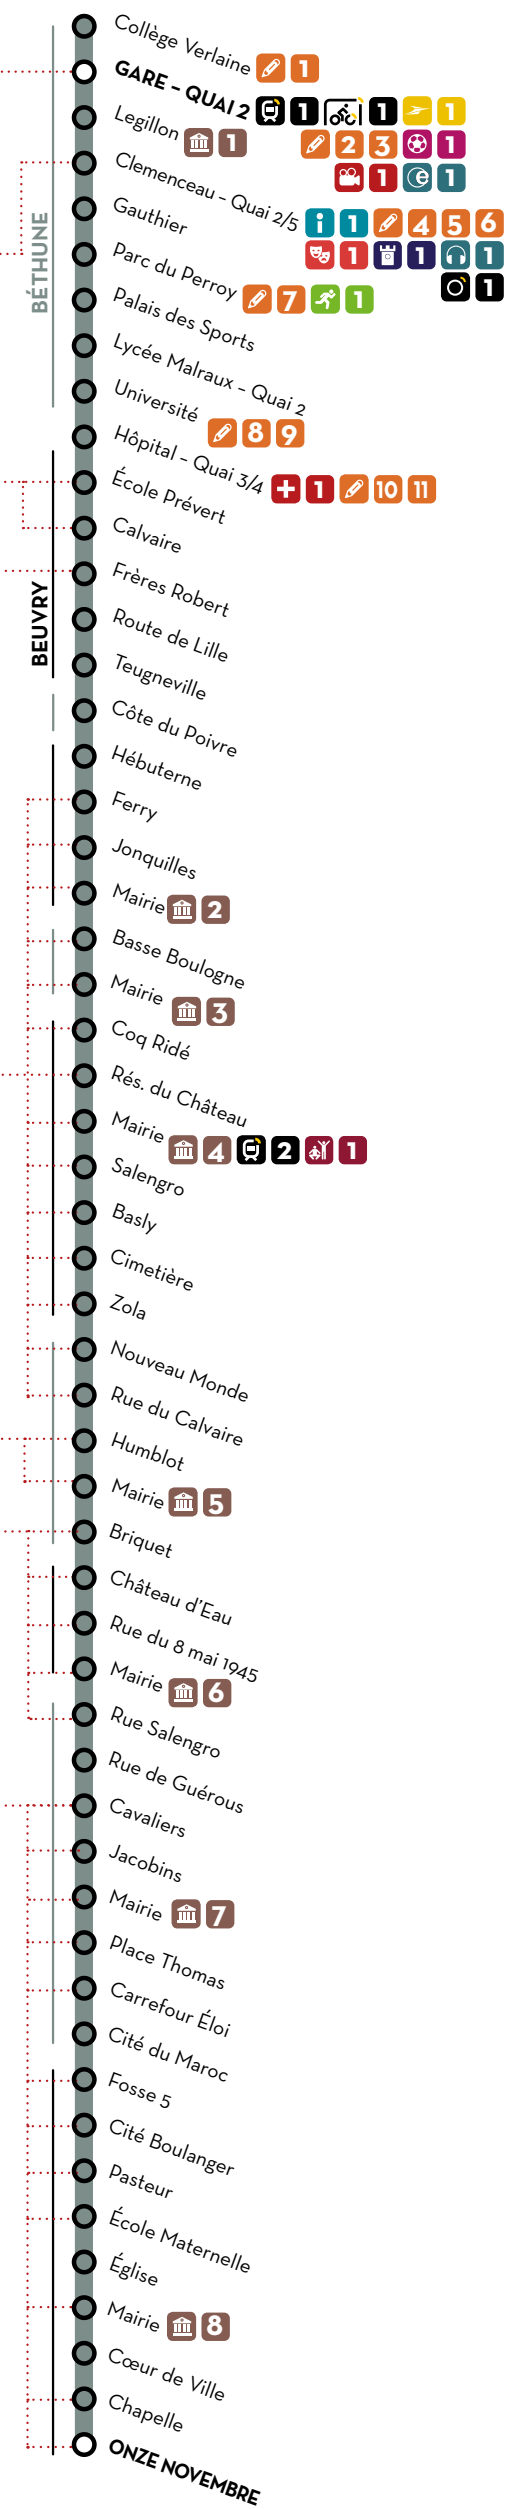 Collège Verlaine 1
GARE – QUAI 2 1 1 1
Legillon 1
2 3 1
1 1
Clemenceau – Quai 2/5 1 4 5 6
1 1 1
1
Gauthier
Parc du Perroy 7 1
Palais des Sports
Lycée Malraux – Quai 2
Université 8 9
Hôpital – Quai 3/4 1 10 11
École Prévert
Calvaire
Frères Robert
Route de Lille
Teugneville
Côte du Poivre
Hébuterne
Ferry
Jonquilles
Mairie 2
Basse Boulogne
Mairie 3
Coq Ridé
Rés. du Château
Mairie 4 2 1
Salengro
Basly
Cimetière
Zola
Nouveau Monde
Rue du Calvaire
Humblot
Mairie 5
Briquet
Château d'Eau
Rue du 8 mai 1945
Mairie 6
Rue Salengro
Rue de Guérous
Cavaliers
Jacobins
Mairie 7
Place Thomas
Carrefour Éloi
Cité du Maroc
Fosse 5
Cité Boulanger
Pasteur
École Maternelle
Église
Mairie 8
Cœur de Ville
Chapelle
ONZE NOVEMBRE
BÉTHUNE
BEUVRY